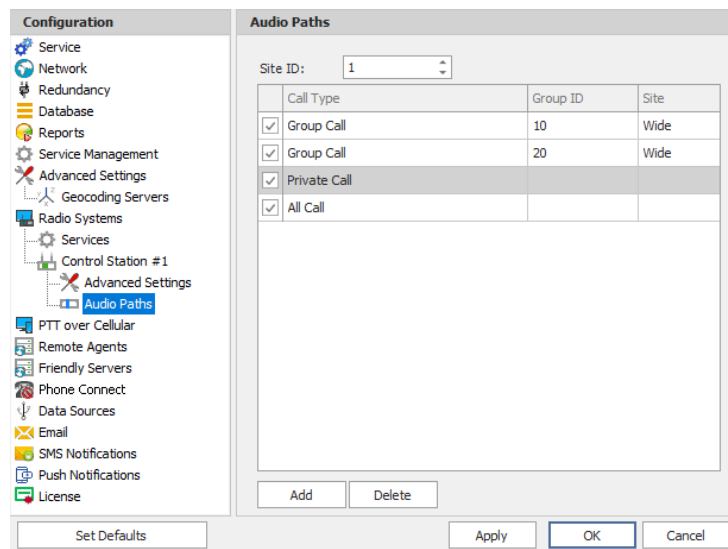 Configuration
Service
Network
Redundancy
Database
Reports
Service Management
Advanced Settings
Geocoding Servers
Radio Systems
Services
Control Station #1
Advanced Settings
Audio Paths
PTT over Cellular
Remote Agents
Friendly Servers
Phone Connect
Data Sources
Email
SMS Notifications
Push Notifications
License
Audio Paths
Site ID: 1
Call Type Group ID Site
Group Call 10 Wide
Group Call 20 Wide
Private Call
All Call
Add Delete
Set Defaults Apply OK Cancel